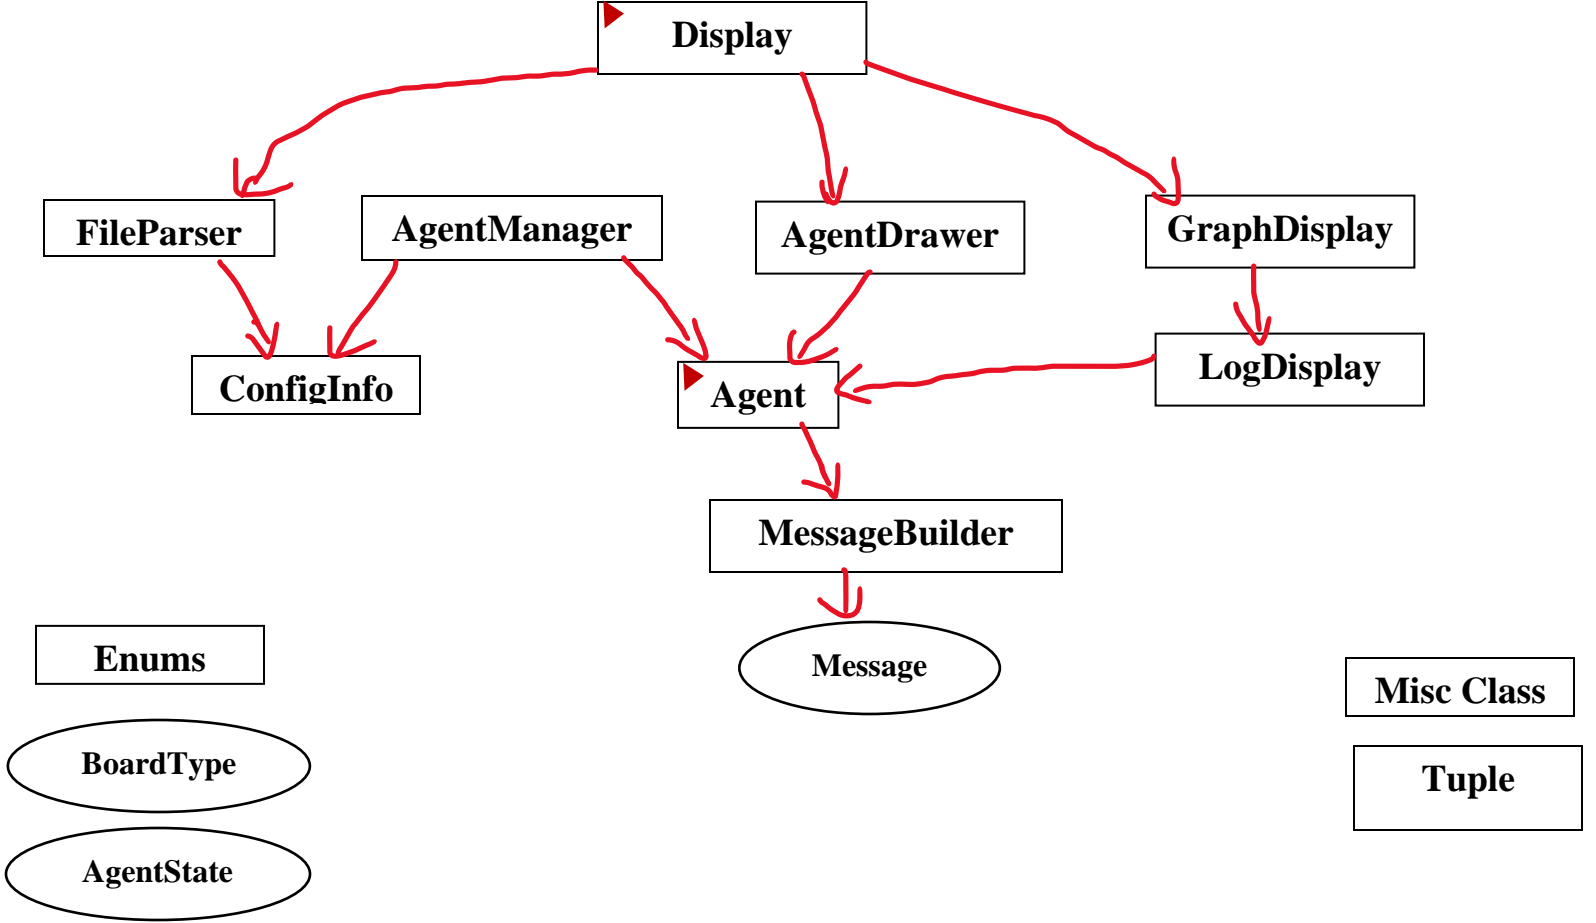 Display
FileParser
AgentManager
AgentDrawer
GraphDisplay
ConfigInfo
Agent
LogDisplay
MessageBuilder
Message
Enums
Misc Class
BoardType
Tuple
AgentState